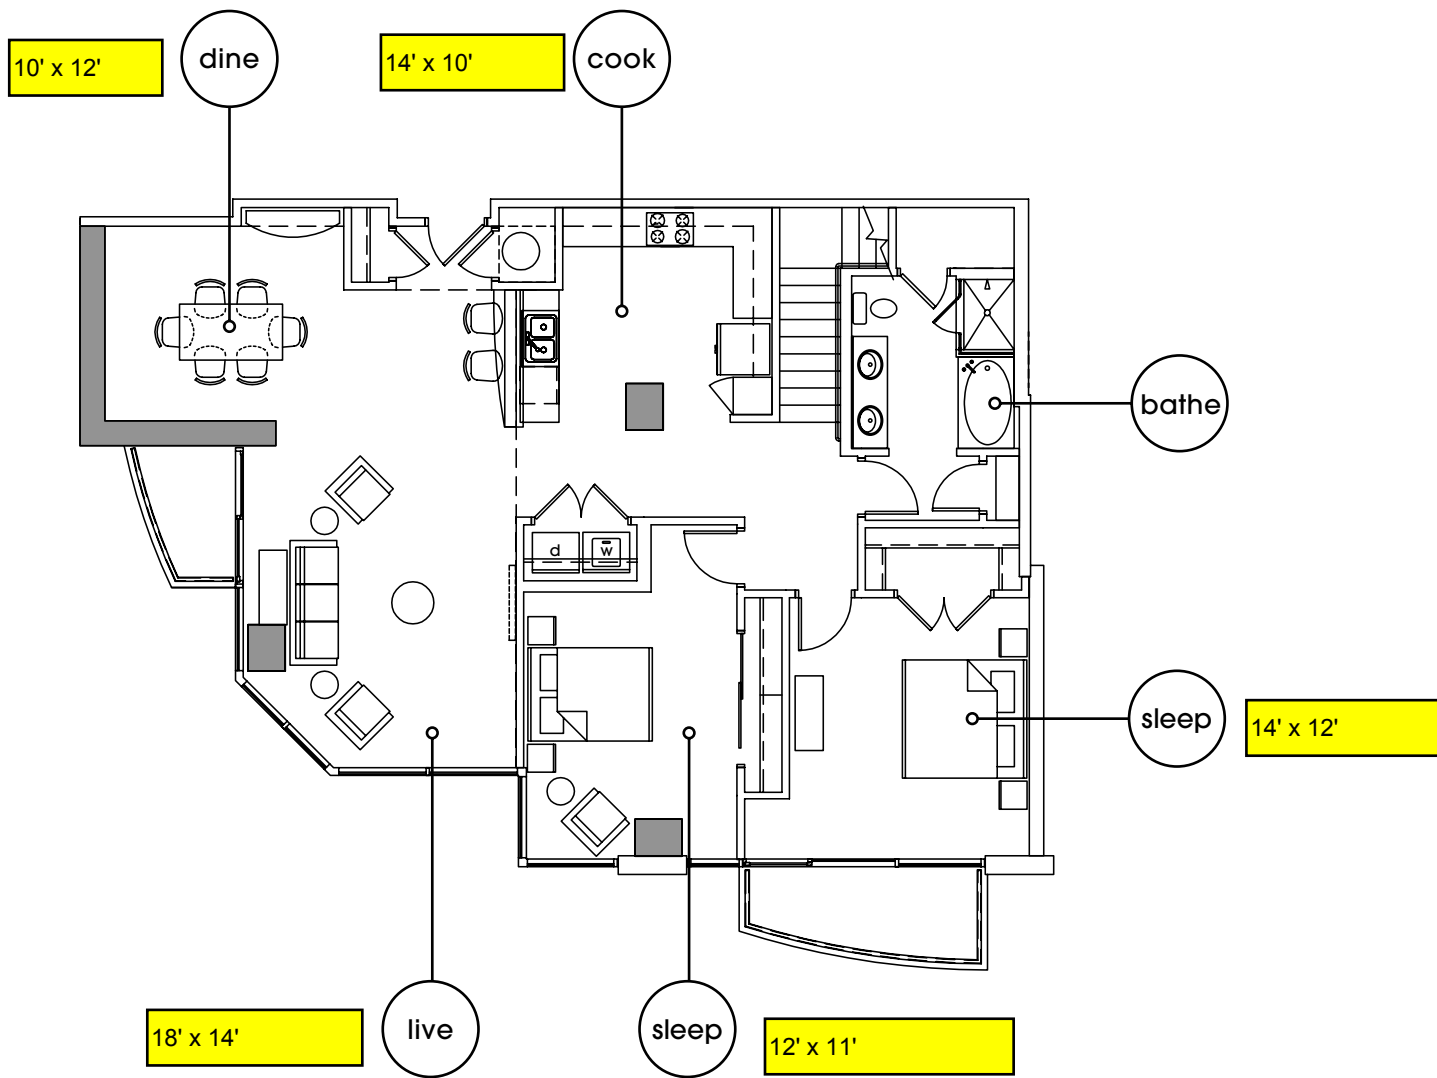 10' x 12'
dine
14' x 10'
cook
bathe
d
w
sleep
14' x 12'
18' x 14'
live
sleep
12' x 11'